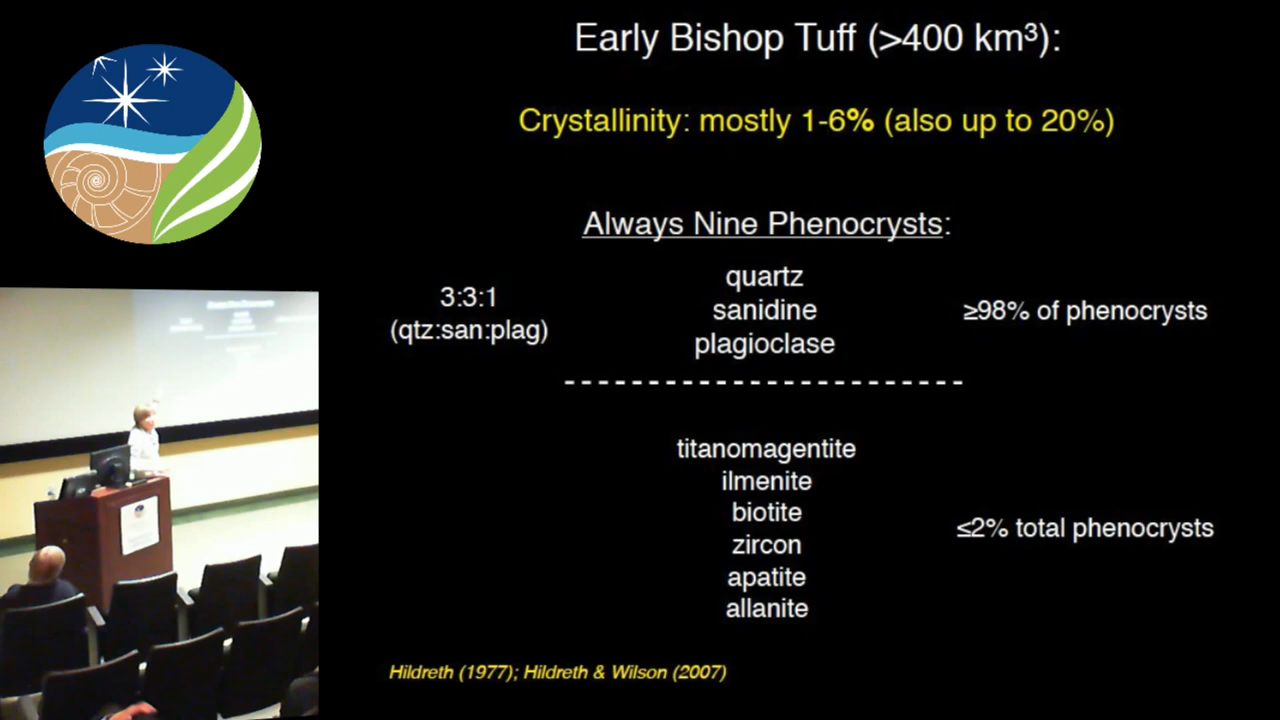 Early Bishop Tuff (>400 km³):
Crystallinity: mostly 1-6% (also up to 20%)
Always Nine Phenocrysts:
3:3:1
(qtz:san:plag)
quartz
sanidine
plagioclase
≥98% of phenocrysts
titanomagentite
ilmenite
biotite
zircon
apatite
allanite
≤2% total phenocrysts
Hildreth (1977); Hildreth & Wilson (2007)